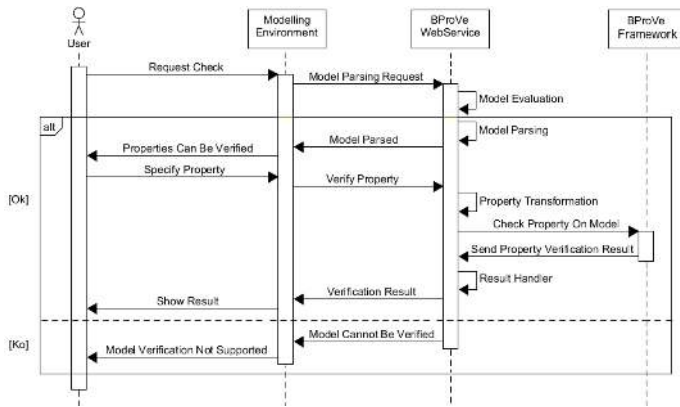 User
Modelling
Environment
BProVe
WebService
BProVe
Framework
Request Check
Model Parsing Request
Model Evaluation
alt
Model Parsing
Model Parsed
Properties Can Be Verified
Specify Property
Verify Property
[Ok]
Property Transformation
Check Property On Model
Send Property Verification Result
Result Handler
Verification Result
Show Result
Model Cannot Be Verified
[Ko]
Model Verification Not Supported